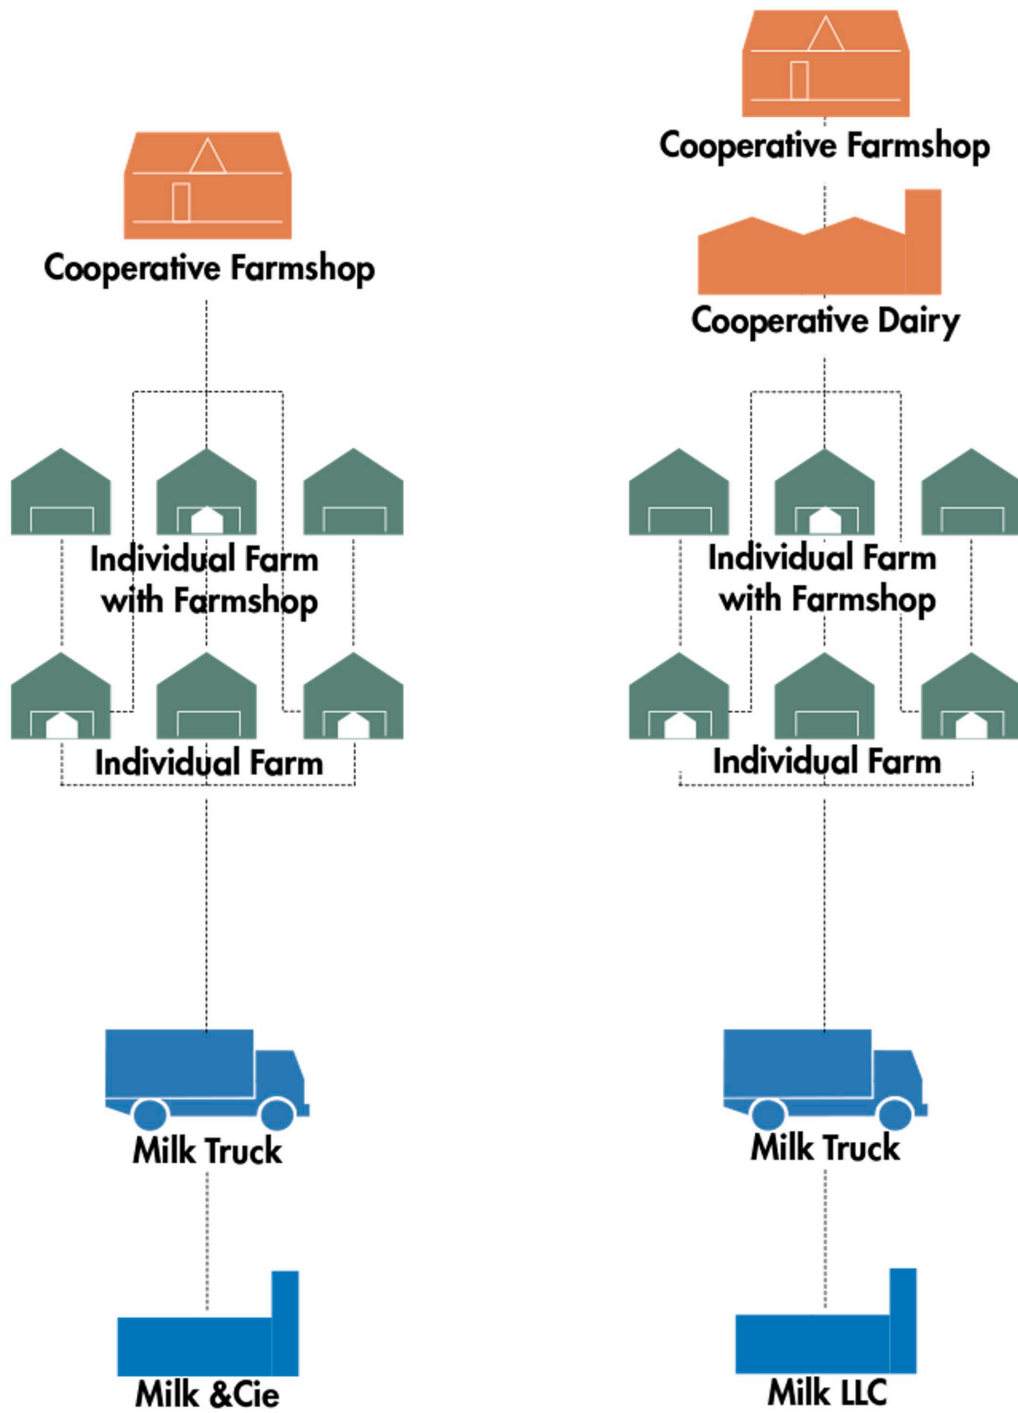 Cooperative Farmshop
Individual Farm
with Farmshop
Individual Farm
Milk Truck
Milk &Cie
Cooperative Farmshop
Cooperative Dairy
Individual Farm
with Farmshop
Individual Farm
Milk Truck
Milk LLC